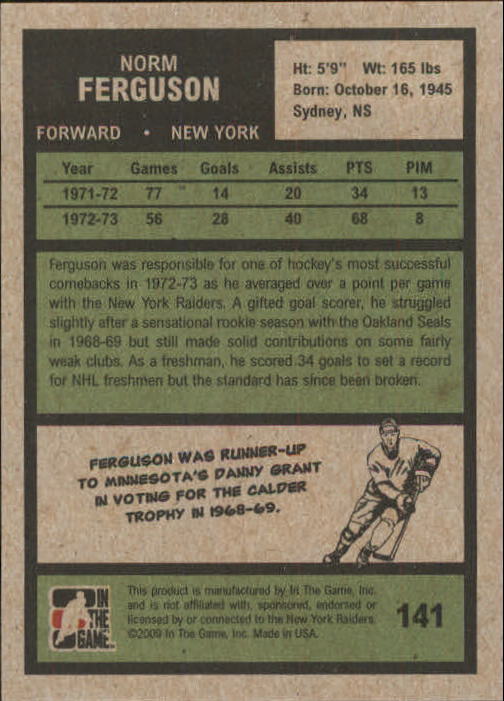 NORM
FERGUSON
FORWARD • NEW YORK
Ht: 5'9" Wt: 165 lbs
Born: October 16, 1945
Sydney, NS
Year Games Goals Assists PTS PIM
1971-72 77 14 20 34 13
1972-73 56 28 40 68 8
Ferguson was responsible for one of hockey's most successful
comebacks in 1972-73 as he averaged over a point per game
with the New York Raiders. A gifted goal scorer, he struggled
slightly after a sensational rookie season with the Oakland Seals
in 1968-69 but still made solid contributions on some fairly
weak clubs. As a freshman, he scored 34 goals to set a record
for NHL freshmen but the standard has since been broken.
FERGUSON WAS RUNNER-UP
TO MINNESOTA'S DANNY GRANT
IN VOTING FOR THE CALDER
TROPHY IN 1968-69.
IN
THE
GAME
This product is manufactured by In The Game, Inc.
and is not affiliated with, sponsored, endorsed or
licensed by or connected to the New York Raiders.
©2009 In The Game, Inc. Made in USA.
141